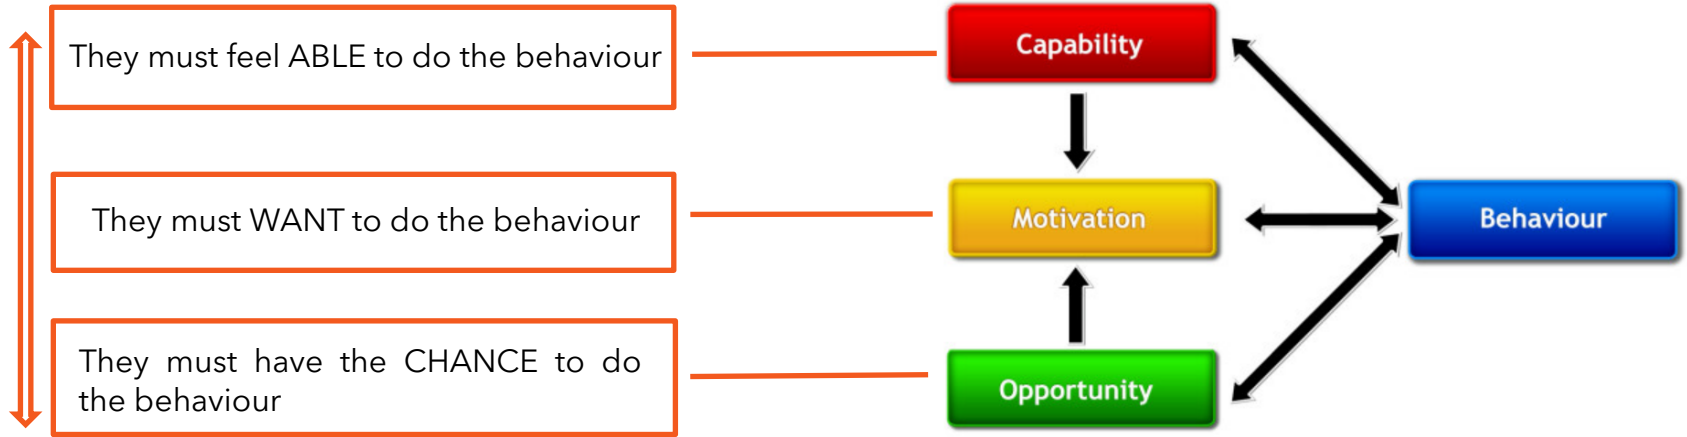 They must feel ABLE to do the behaviour
Capability
They must WANT to do the behaviour
Motivation
Behaviour
They must have the CHANCE to do
the behaviour
Opportunity